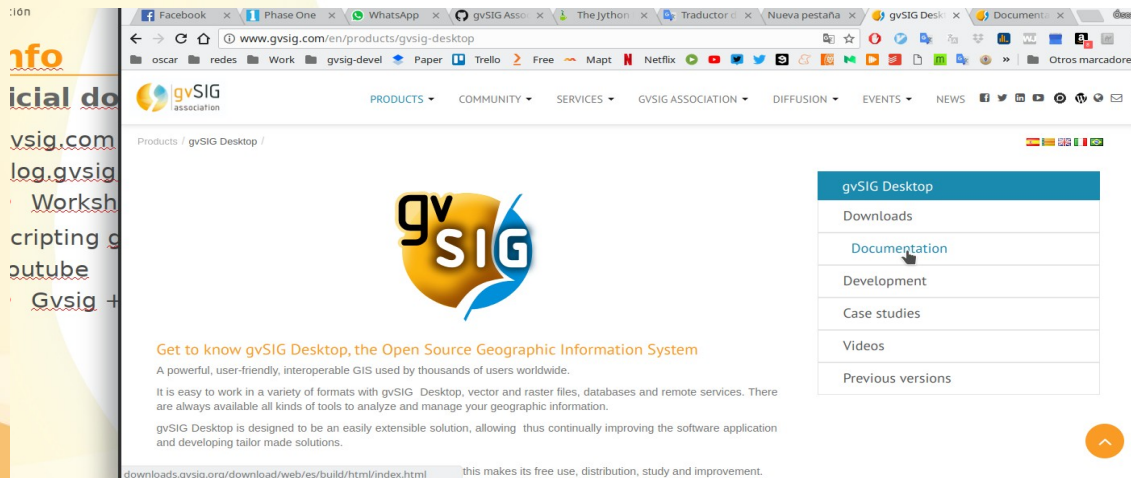 ión
nfo
icial do
vsig.com
log.gvsig
Worksh
cripting g
outube
Gvsig +
Facebook
Phase One
WhatsApp
gvSIG Asso
The Jython
Traductor d
Nueva pestaña
gvSIG Deskt
Documenta
www.gvsig.com/en/products/gvsig-desktop
oscar
redes
Work
gvsig-devel
Paper
Trello
Free
Mapt
Netflix
»
Otros marcadore
gvSIG
association
PRODUCTS
COMMUNITY
SERVICES
GVSIG ASSOCIATION
DIFFUSION
EVENTS
NEWS
Products / gvSIG Desktop /
gv
SIG
gvSIG Desktop
Downloads
Documentation
Development
Case studies
Videos
Previous versions
Get to know gvSIG Desktop, the Open Source Geographic Information System
A powerful, user-friendly, interoperable GIS used by thousands of users worldwide.
It is easy to work in a variety of formats with gvSIG Desktop, vector and raster files, databases and remote services. There
are always available all kinds of tools to analyze and manage your geographic information.
gvSIG Desktop is designed to be an easily extensible solution, allowing thus continually improving the software application
and developing tailor made solutions.
this makes its free use, distribution, study and improvement.
downloads.gvsig.org/download/web/es/build/html/index.html